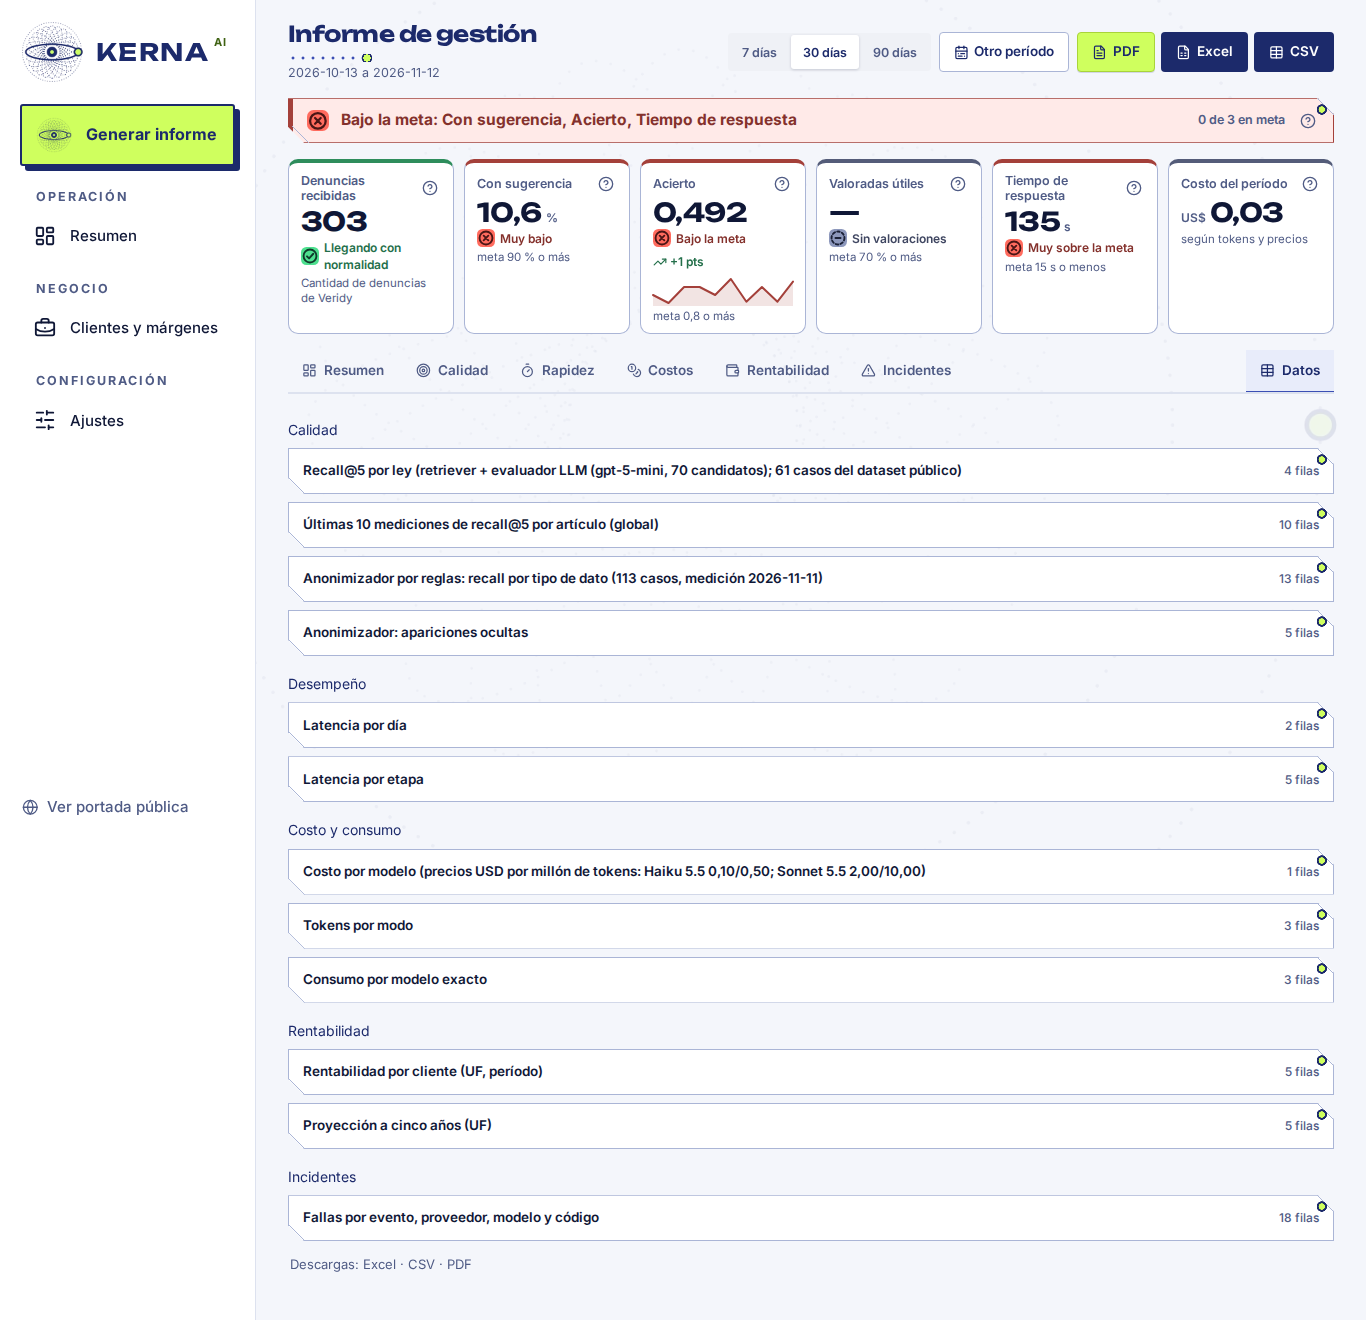 KERNA AI
Generar informe
OPERACIÓN
Resumen
NEGOCIO
Clientes y márgenes
CONFIGURACIÓN
Ajustes
Ver portada pública
Informe de gestión
2026-10-13 a 2026-11-12
7 días
30 días
90 días
Otro período
PDF
Excel
CSV
Bajo la meta: Con sugerencia, Acierto, Tiempo de respuesta
0 de 3 en meta
Denuncias
recibidas
303
Llegando con
normalidad
Cantidad de denuncias
de Veridy
Con sugerencia
10,6 %
Muy bajo
meta 90 % o más
Acierto
0,492
Bajo la meta
+1 pts
meta 0,8 o más
Valoradas útiles
—
Sin valoraciones
meta 70 % o más
Tiempo de
respuesta
135 s
Muy sobre la meta
meta 15 s o menos
Costo del período
US$ 0,03
según tokens y precios
Resumen
Calidad
Rapidez
Costos
Rentabilidad
Incidentes
Datos
Calidad
Recall@5 por ley (retriever + evaluador LLM (gpt-5-mini, 70 candidatos); 61 casos del dataset público)
4 filas
Últimas 10 mediciones de recall@5 por artículo (global)
10 filas
Anonimizador por reglas: recall por tipo de dato (113 casos, medición 2026-11-11)
13 filas
Anonimizador: apariciones ocultas
5 filas
Desempeño
Latencia por día
2 filas
Latencia por etapa
5 filas
Costo y consumo
Costo por modelo (precios USD por millón de tokens: Haiku 5.5 0,10/0,50; Sonnet 5.5 2,00/10,00)
1 filas
Tokens por modo
3 filas
Consumo por modelo exacto
3 filas
Rentabilidad
Rentabilidad por cliente (UF, período)
5 filas
Proyección a cinco años (UF)
5 filas
Incidentes
Fallas por evento, proveedor, modelo y código
18 filas
Descargas: Excel · CSV · PDF